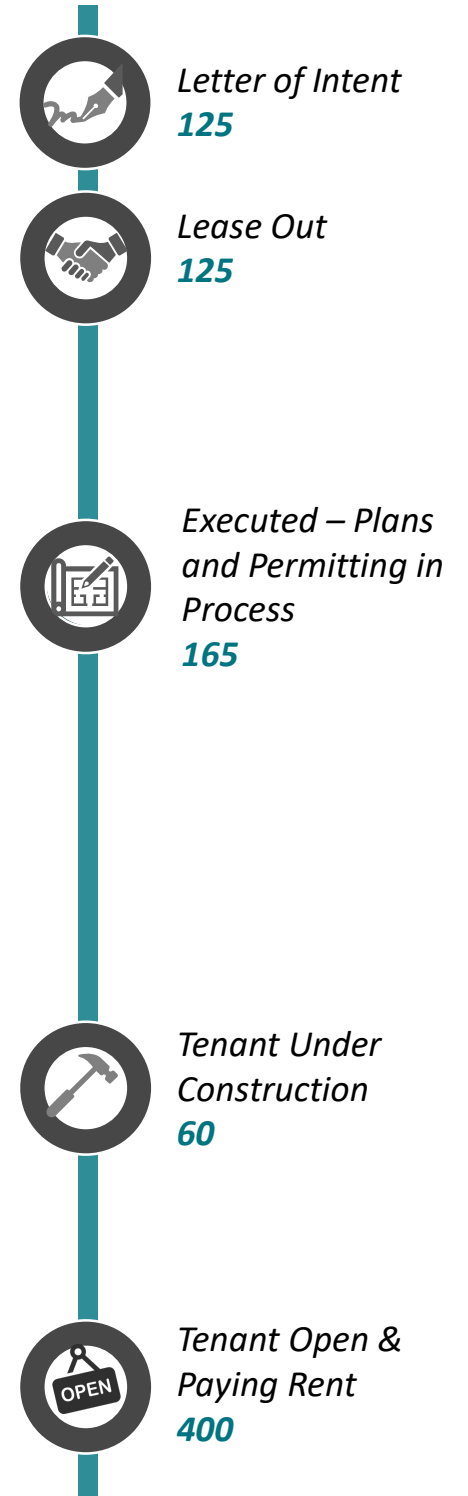 Letter of Intent
125
Lease Out
125
Executed – Plans
and Permitting in
Process
165
Tenant Under
Construction
60
Tenant Open &
Paying Rent
400
OPEN